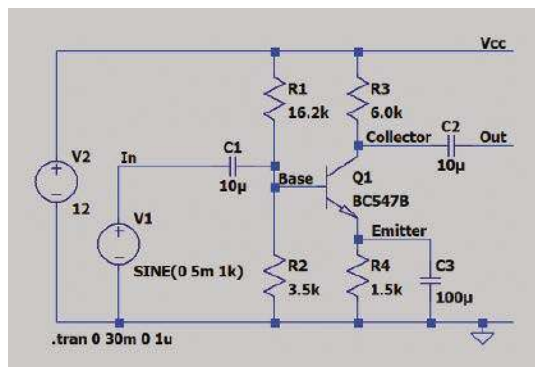 Vcc
R1
16.2k
R3
6.0k
C1
10µ
In
V2
12
V1
SINE(0 5m 1k)
Base
Collector
C2
10µ
Out
Q1
BC547B
Emitter
R2
3.5k
R4
1.5k
C3
100µ
.tran 0 30m 0 1u